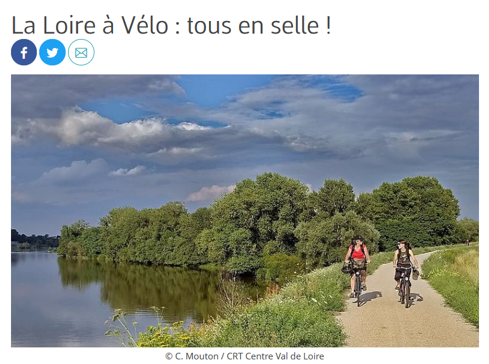 La Loire à Vélo : tous en selle !
© C. Mouton / CRT Centre Val de Loire